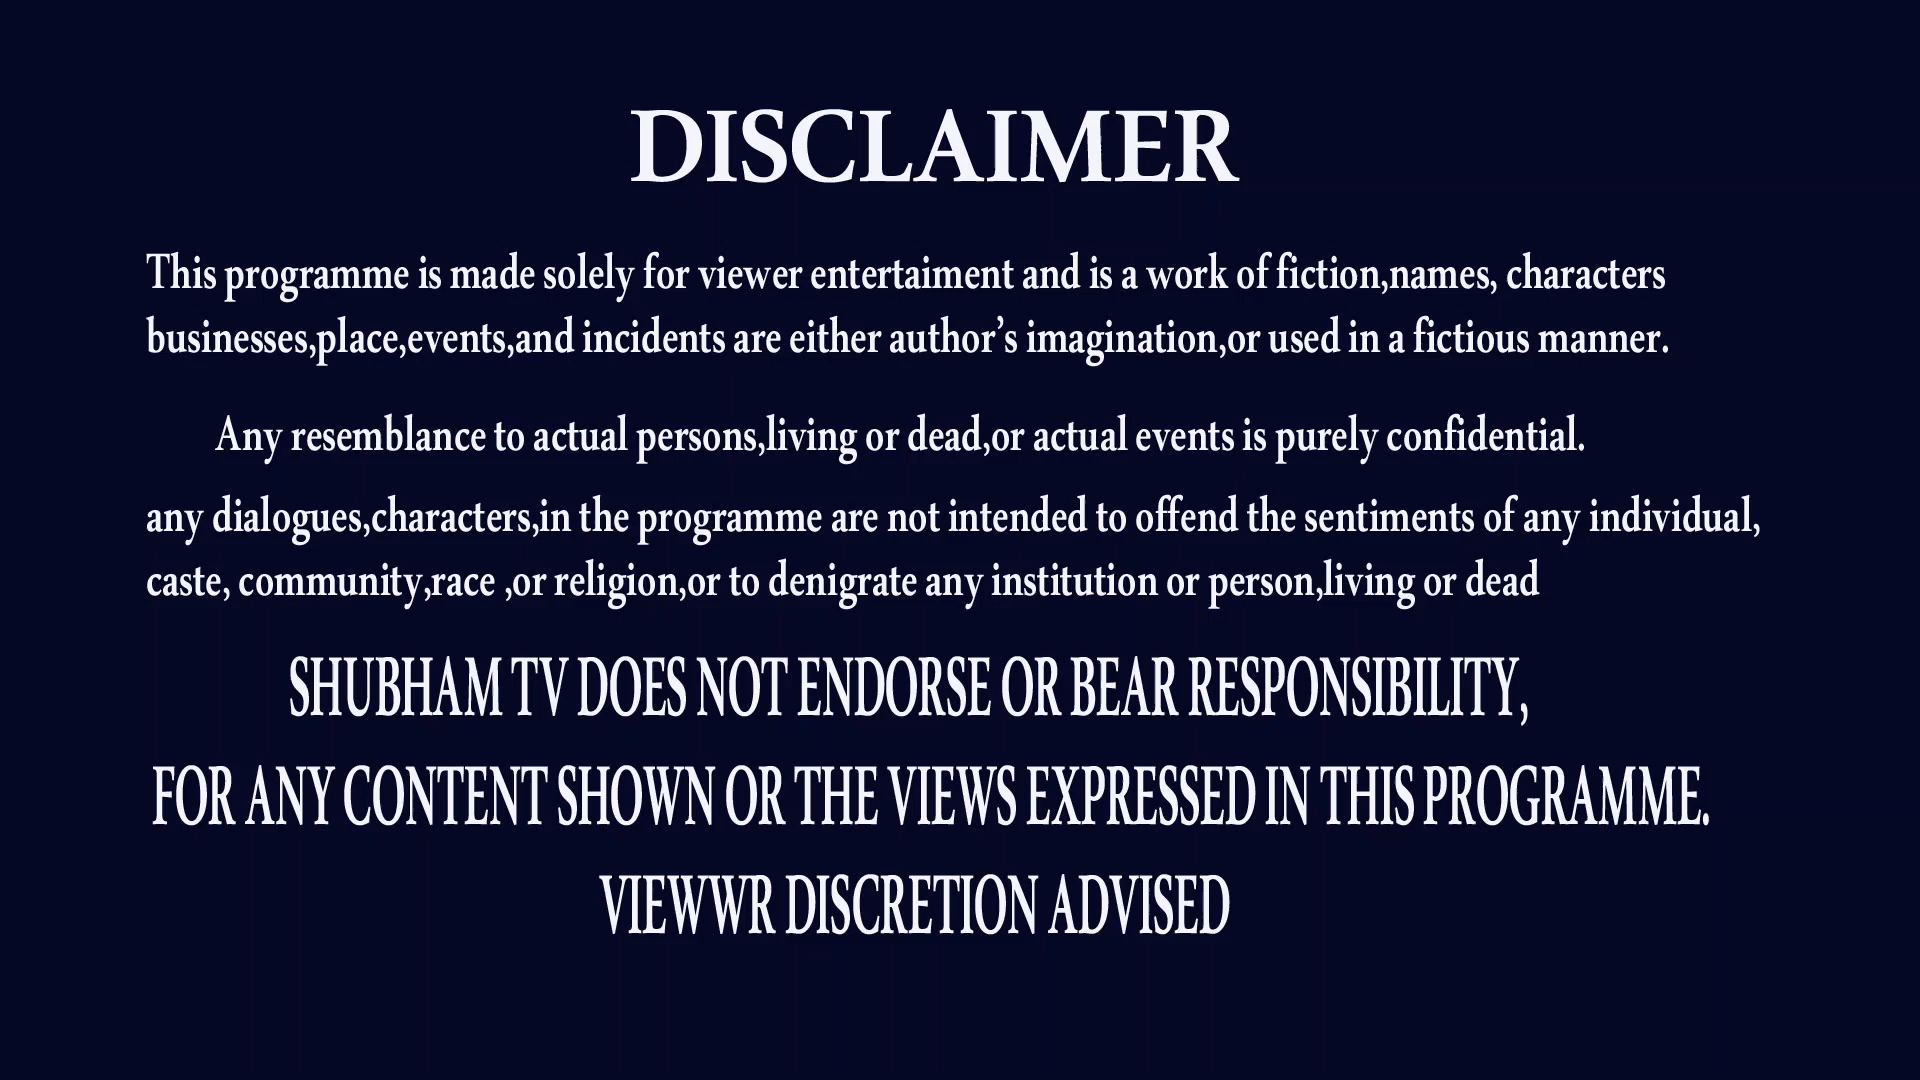 DISCLAIMER
This programme is made solely for viewer entertaiment and is a work of fiction,names, characters
businesses,place,events,and incidents are either author’s imagination,or used in a fictious manner.
Any resemblance to actual persons,living or dead,or actual events is purely confidential.
any dialogues,characters,in the programme are not intended to offend the sentiments of any individual,
caste, community,race ,or religion,or to denigrate any institution or person,living or dead
SHUBHAM TV DOES NOT ENDORSE OR BEAR RESPONSIBILITY,
FOR ANY CONTENT SHOWN OR THE VIEWS EXPRESSED IN THIS PROGRAMME.
VIEWWR DISCRETION ADVISED